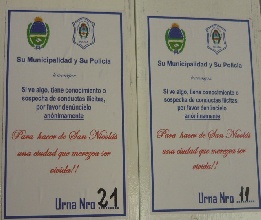 Su Municipalidad y Su Policía
Si ve algo, tiene conocimiento o
sospecha de conductas ilícitas,
por favor denúncielo
anónimamente
Para hacer de San Nicolás
una ciudad que merezca ser
vivida!!
Urna Nro 21
Su Municipalidad y Su Policía
Si ve algo, tiene conocimiento o
sospecha de conductas ilícitas,
por favor denúncielo
anónimamente
Para hacer de San Nicolás
una ciudad que merezca ser
vivida!!
Urna Nro 11